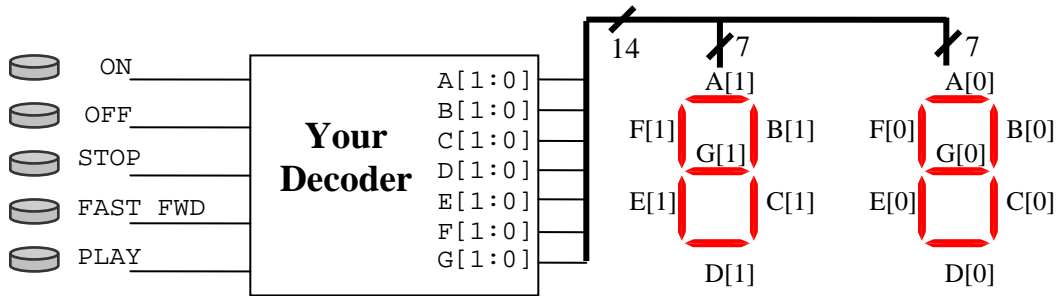 ON
OFF
STOP
FAST FWD
PLAY
Your
Decoder
A[1:0]
B[1:0]
C[1:0]
D[1:0]
E[1:0]
F[1:0]
G[1:0]
14
7
7
A[1]
F[1]
B[1]
G[1]
E[1]
C[1]
D[1]
A[0]
F[0]
B[0]
G[0]
E[0]
C[0]
D[0]